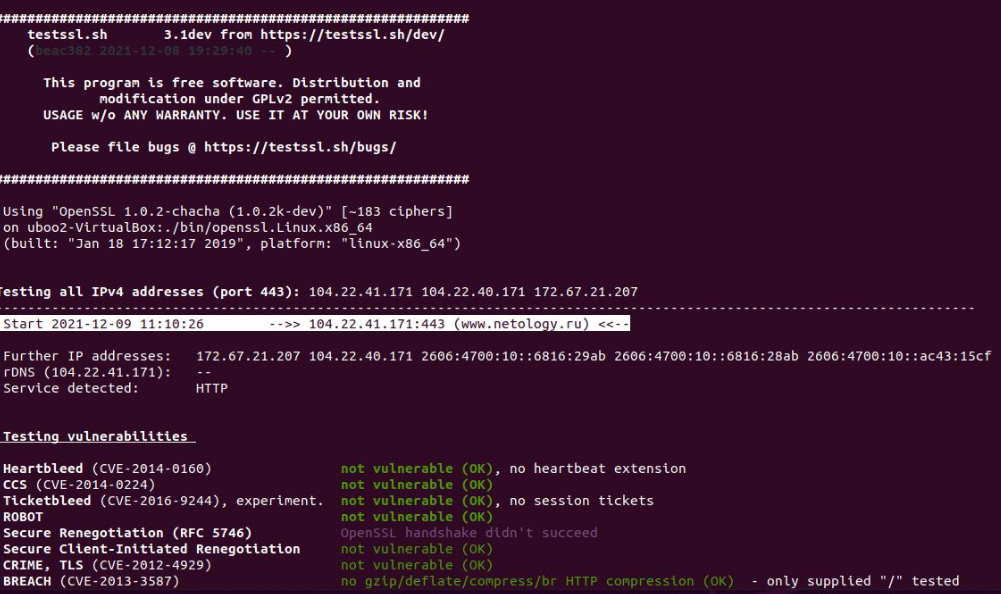 ###########################################################
testssl.sh       3.1dev from https://testssl.sh/dev/
(beac382 2021-12-08 19:29:40 -- )
This program is free software. Distribution and
modification under GPLv2 permitted.
USAGE w/o ANY WARRANTY. USE IT AT YOUR OWN RISK!
Please file bugs @ https://testssl.sh/bugs/
###########################################################
Using "OpenSSL 1.0.2-chacha (1.0.2k-dev)" [~183 ciphers]
on uboo2-VirtualBox:./bin/openssl.Linux.x86_64
(built: "Jan 18 17:12:17 2019", platform: "linux-x86_64")
Testing all IPv4 addresses (port 443): 104.22.41.171 104.22.40.171 172.67.21.207
--------------------------------------------------------------------------------------------------------------------------
Start 2021-12-09 11:10:26        -->> 104.22.41.171:443 (www.netology.ru) <<--
Further IP addresses:   172.67.21.207 104.22.40.171 2606:4700:10::6816:29ab 2606:4700:10::6816:28ab 2606:4700:10::ac43:15cf
rDNS (104.22.41.171):   --
Service detected:       HTTP
Testing vulnerabilities
Heartbleed (CVE-2014-0160)                not vulnerable (OK), no heartbeat extension
CCS (CVE-2014-0224)                       not vulnerable (OK)
Ticketbleed (CVE-2016-9244), experiment.  not vulnerable (OK), no session tickets
ROBOT                                     not vulnerable (OK)
Secure Renegotiation (RFC 5746)           OpenSSL handshake didn't succeed
Secure Client-Initiated Renegotiation     not vulnerable (OK)
CRIME, TLS (CVE-2012-4929)                not vulnerable (OK)
BREACH (CVE-2013-3587)                    no gzip/deflate/compress/br HTTP compression (OK)  - only supplied "/" tested